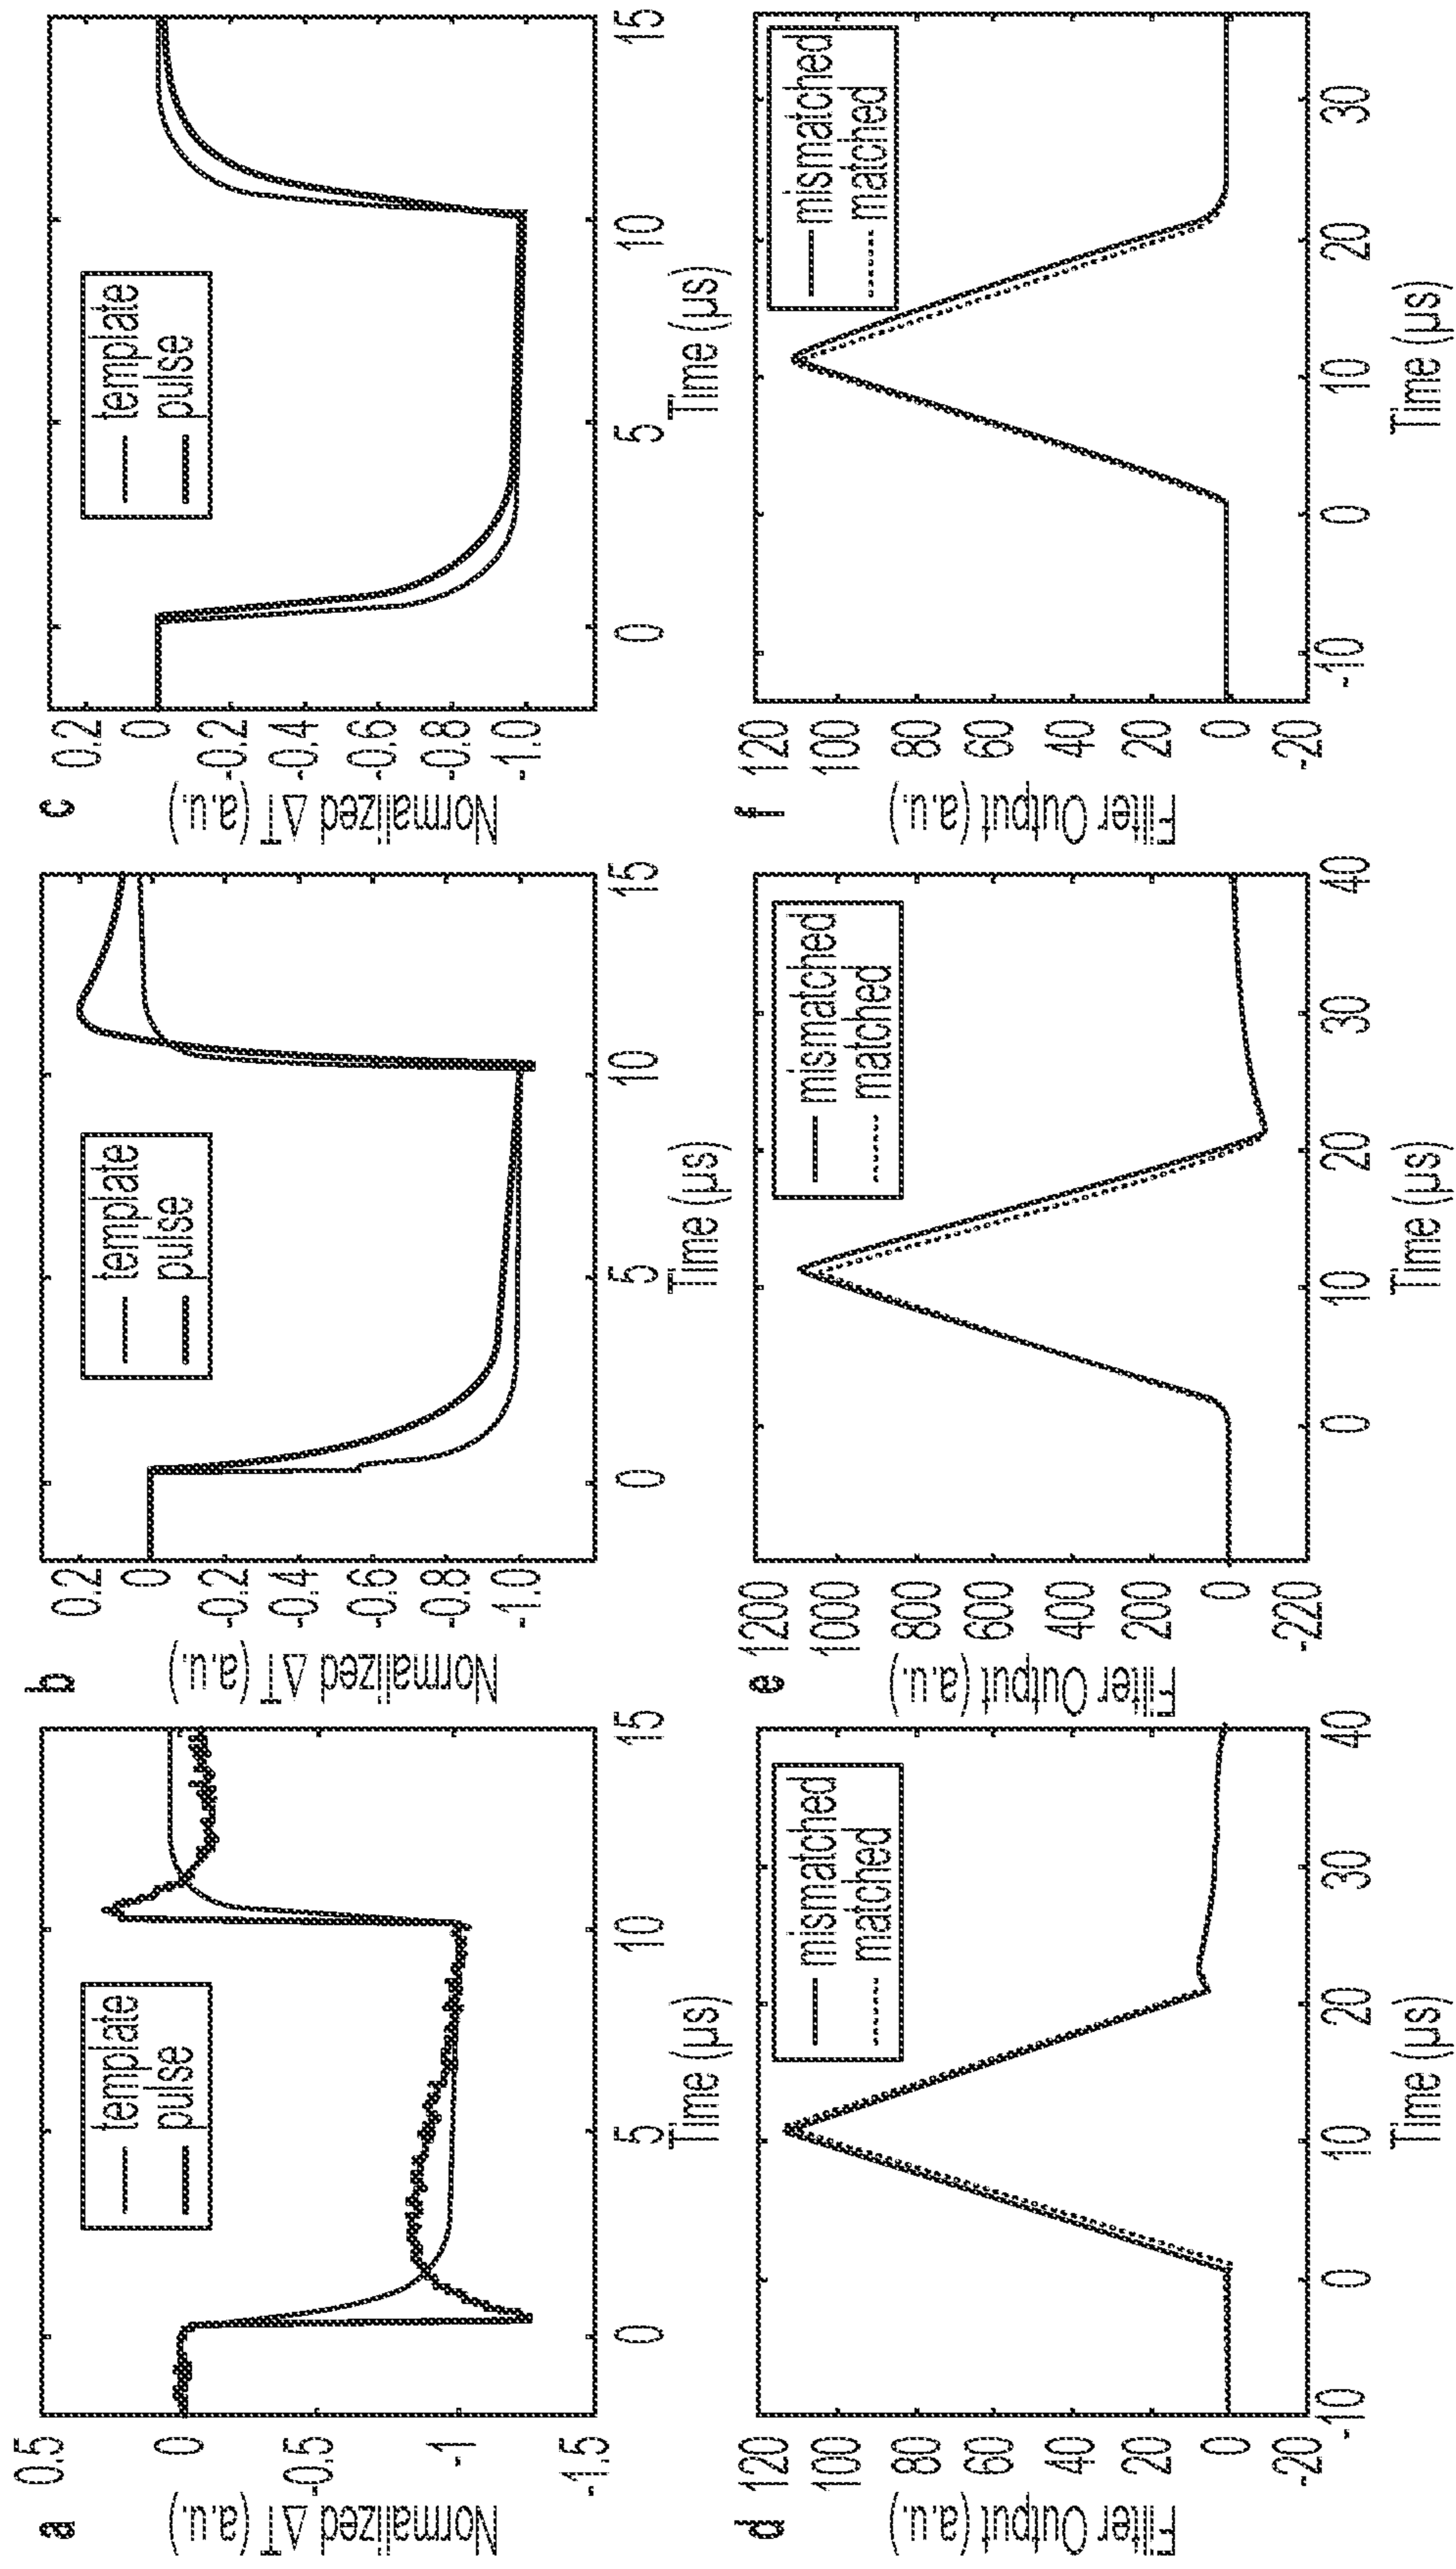 a
Normalized ΔT (a.u.)
0.5
0
-0.5
-1
-1.5
template
pulse
0
5
10
15
Time (µs)
b
Normalized ΔT (a.u.)
0.2
0
-0.2
-0.4
-0.6
-0.8
-1.0
template
pulse
0
5
10
15
Time (µs)
c
Normalized ΔT (a.u.)
0.2
0
-0.2
-0.4
-0.6
-0.8
-1.0
template
pulse
0
5
10
15
Time (µs)
d
Filter Output (a.u.)
120
100
80
60
40
20
0
-20
mismatched
matched
-10
0
10
20
30
40
Time (µs)
e
Filter Output (a.u.)
1200
1000
800
600
400
200
0
-220
mismatched
matched
0
10
20
30
40
Time (µs)
f
Filter Output (a.u.)
120
100
80
60
40
20
0
-20
mismatched
matched
-10
0
10
20
30
Time (µs)